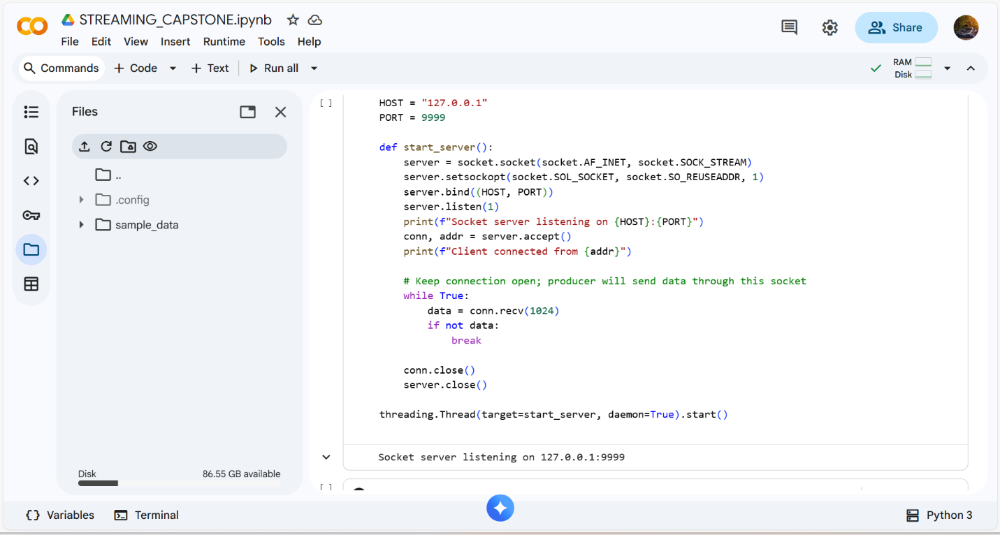 STREAMING_CAPSTONE.ipynb
File Edit View Insert Runtime Tools Help
Share
Commands + Code + Text Run all
RAM
Disk
Files
..
.config
sample_data
Disk 86.55 GB available
[ ]
HOST = "127.0.0.1"
PORT = 9999
def start_server():
    server = socket.socket(socket.AF_INET, socket.SOCK_STREAM)
    server.setsockopt(socket.SOL_SOCKET, socket.SO_REUSEADDR, 1)
    server.bind((HOST, PORT))
    server.listen(1)
    print(f"Socket server listening on {HOST}:{PORT}")
    conn, addr = server.accept()
    print(f"Client connected from {addr}")
    # Keep connection open; producer will send data through this socket
    while True:
        data = conn.recv(1024)
        if not data:
            break
    conn.close()
    server.close()
threading.Thread(target=start_server, daemon=True).start()
Socket server listening on 127.0.0.1:9999
[ ]
Variables Terminal Python 3